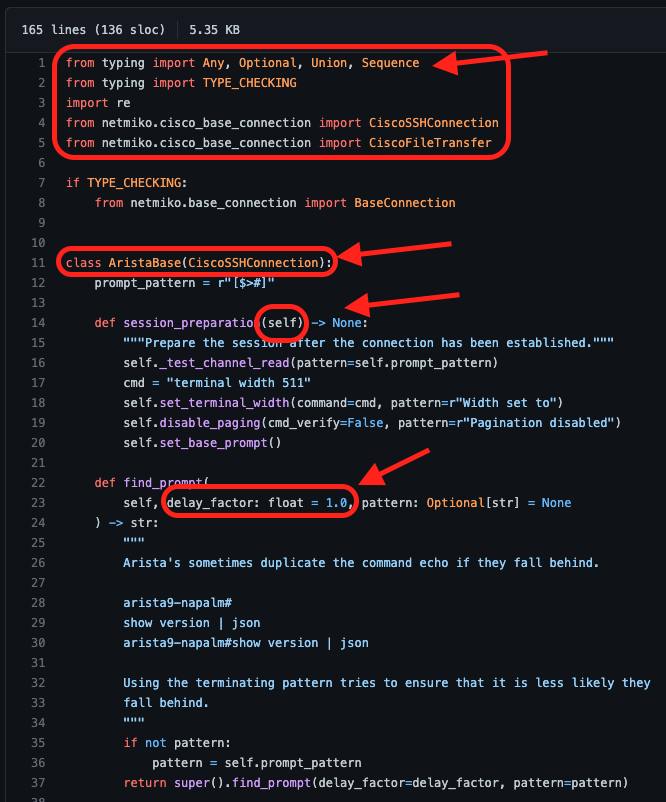 165 lines (136 sloc) 5.35 KB
1 from typing import Any, Optional, Union, Sequence
2 from typing import TYPE_CHECKING
3 import re
4 from netmiko.cisco_base_connection import CiscoSSHConnection
5 from netmiko.cisco_base_connection import CiscoFileTransfer
6
7 if TYPE_CHECKING:
8     from netmiko.base_connection import BaseConnection
9
10
11 class AristaBase(CiscoSSHConnection):
12     prompt_pattern = r"[$>#]"
13
14     def session_preparation(self) -> None:
15         """Prepare the session after the connection has been established."""
16         self._test_channel_read(pattern=self.prompt_pattern)
17         cmd = "terminal width 511"
18         self.set_terminal_width(command=cmd, pattern=r"Width set to")
19         self.disable_paging(cmd_verify=False, pattern=r"Pagination disabled")
20         self.set_base_prompt()
21
22     def find_prompt(
23         self, delay_factor: float = 1.0, pattern: Optional[str] = None
24     ) -> str:
25         """
26         Arista's sometimes duplicate the command echo if they fall behind.
27
28         arista9-napalm#
29         show version | json
30         arista9-napalm#show version | json
31
32         Using the terminating pattern tries to ensure that it is less likely they
33         fall behind.
34         """
35         if not pattern:
36             pattern = self.prompt_pattern
37         return super().find_prompt(delay_factor=delay_factor, pattern=pattern)
38